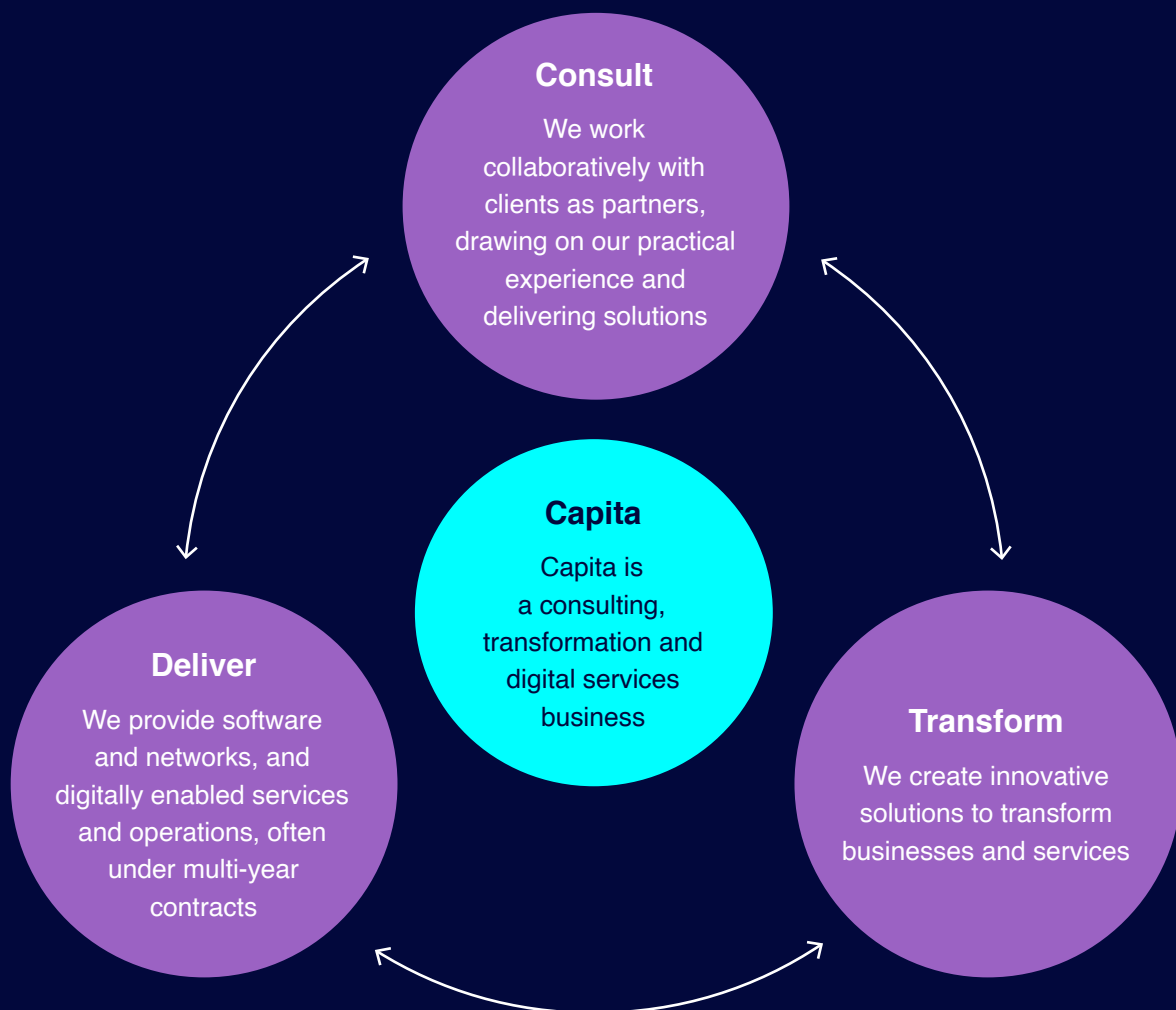 Consult
We work
collaboratively with
clients as partners,
drawing on our practical
experience and
delivering solutions
Capita
Capita is
a consulting,
transformation and
digital services
business
Deliver
We provide software
and networks, and
digitally enabled services
and operations, often
under multi-year
contracts
Transform
We create innovative
solutions to transform
businesses and services